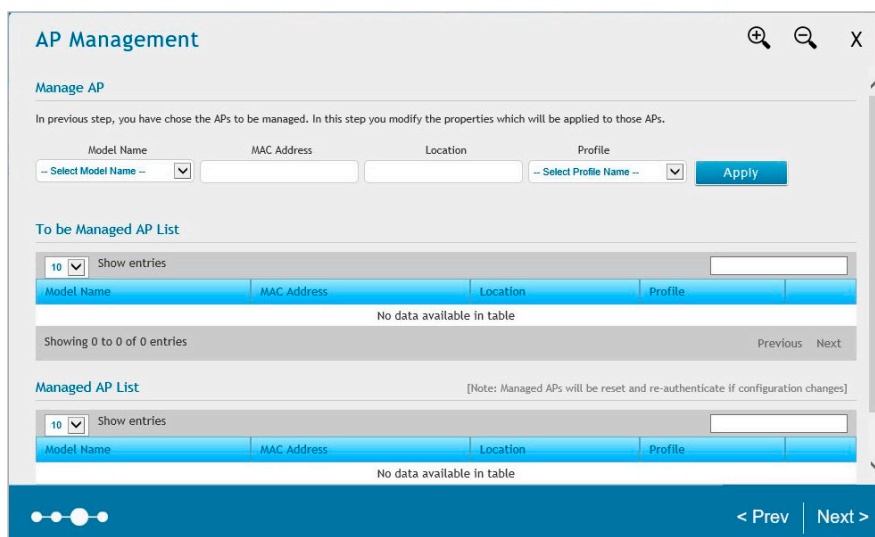 AP Management
X
Manage AP
In previous step, you have chose the APs to be managed. In this step you modify the properties which will be applied to those APs.
Model Name MAC Address Location Profile
-- Select Model Name -- -- Select Profile Name -- Apply
To be Managed AP List
10 Show entries
Model Name MAC Address Location Profile
No data available in table
Showing 0 to 0 of 0 entries Previous Next
Managed AP List [Note: Managed APs will be reset and re-authenticate if configuration changes]
10 Show entries
Model Name MAC Address Location Profile
No data available in table
< Prev Next >